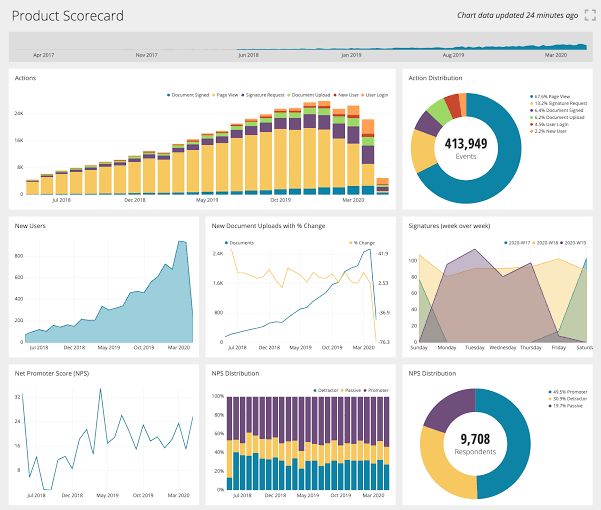 Product Scorecard
Chart data updated 24 minutes ago
Apr 2017 Nov 2017 Jun 2018 Jan 2019 Aug 2019 Mar 2020
Actions
Document Signed Page View Signature Request Document Upload New User User Login
24K
16K
8K
0
Jul 2018 Dec 2018 May 2019 Oct 2019 Mar 2020
Action Distribution
67.6% Page View
13.2% Signature Request
6.4% Document Signed
6.2% Document Upload
4.5% User Login
2.2% New User
413,949
Events
New Users
800
600
400
200
0
Jul 2018 Dec 2018 May 2019 Oct 2019 Mar 2020
New Document Uploads with % Change
Documents % Change
2.4K 41.9
1.6K 2.53
800 -36.9
0 -76.3
Jul 2018 Dec 2018 May 2019 Oct 2019 Mar 2020
Signatures (week over week)
2020-W17 2020-W18 2020-W19
100
80
60
40
20
0
Sunday Monday Tuesday Wednesday Thursday Friday Saturday
Net Promoter Score (NPS)
32
24
16
8
Jul 2018 Dec 2018 May 2019 Oct 2019 Mar 2020
NPS Distribution
Detractor Passive Promoter
100%
80%
60%
40%
20%
0%
Jul 2018 Dec 2018 May 2019 Oct 2019 Mar 2020
NPS Distribution
49.5% Promoter
30.9% Detractor
19.7% Passive
9,708
Respondents